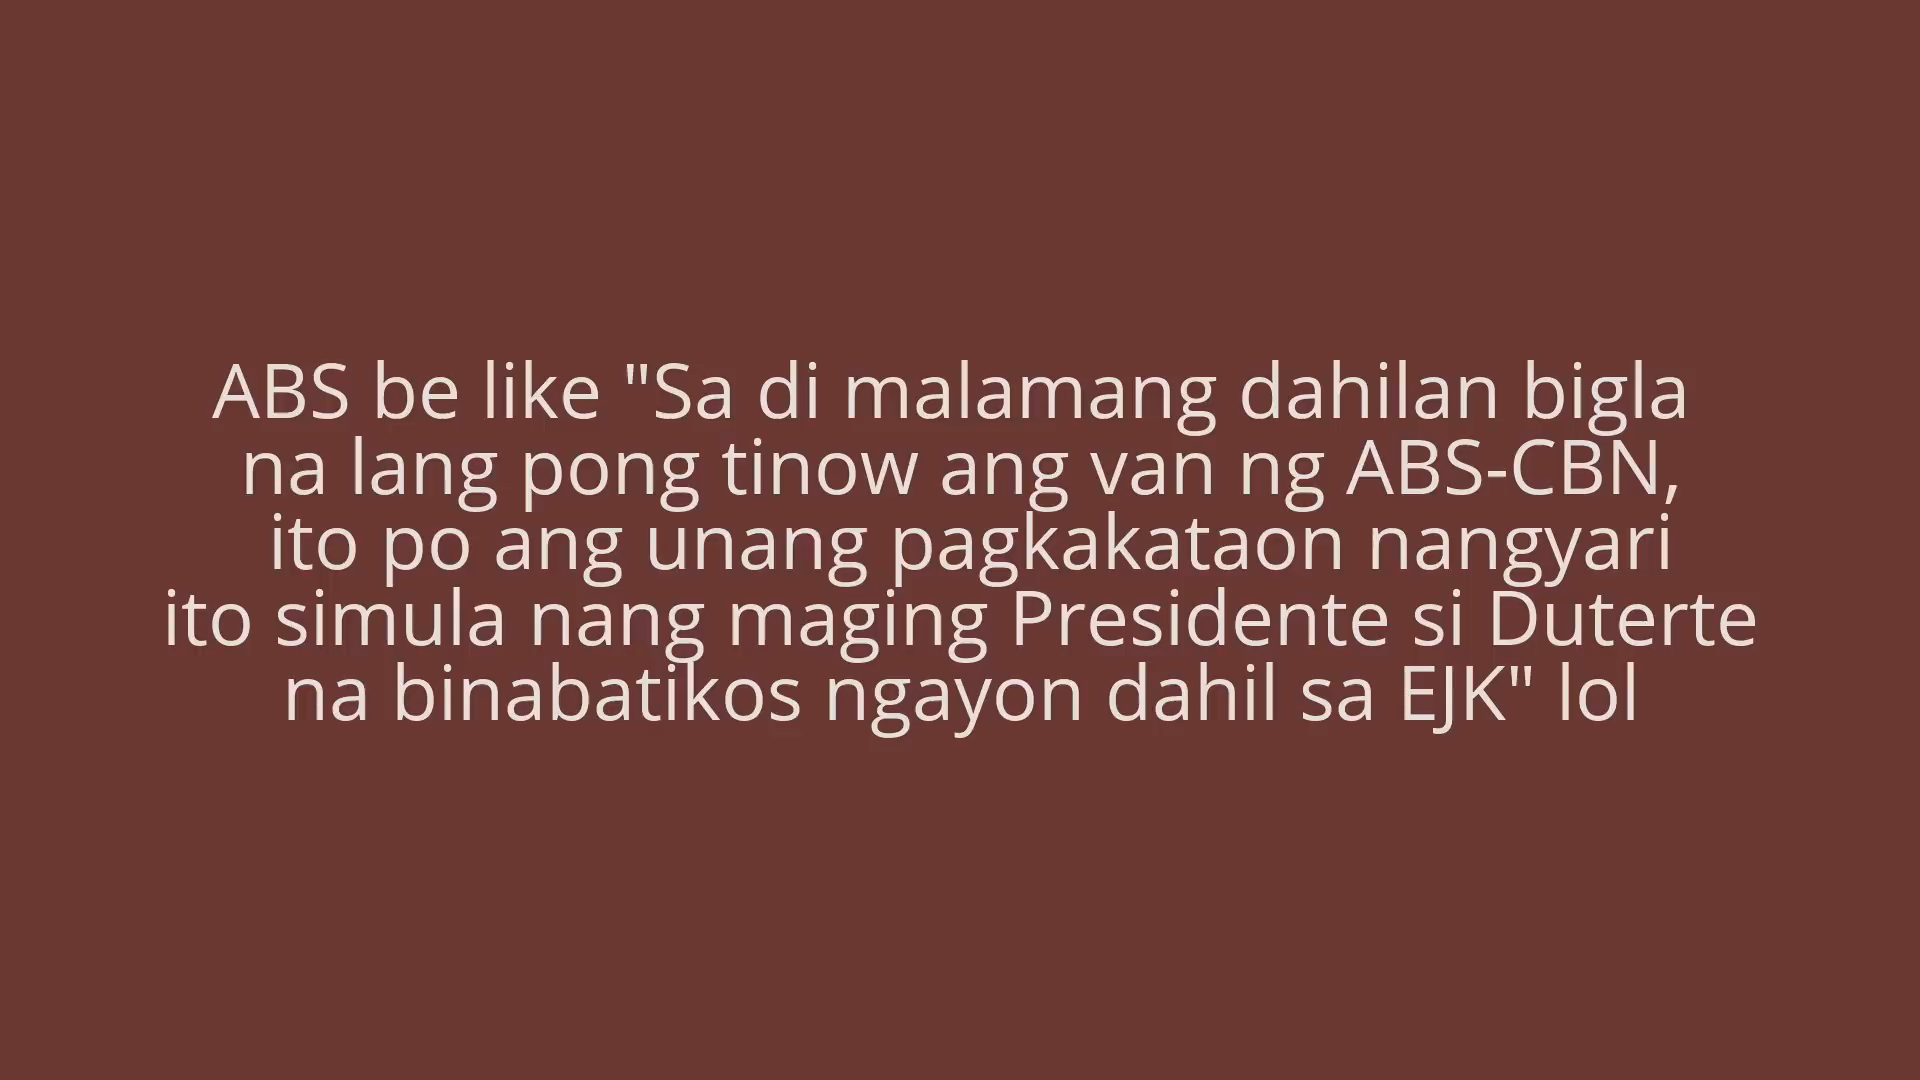 ABS be like "Sa di malamang dahilan bigla
na lang pong tinow ang van ng ABS-CBN,
ito po ang unang pagkakataon nangyari
ito simula nang maging Presidente si Duterte
na binabatikos ngayon dahil sa EJK" lol